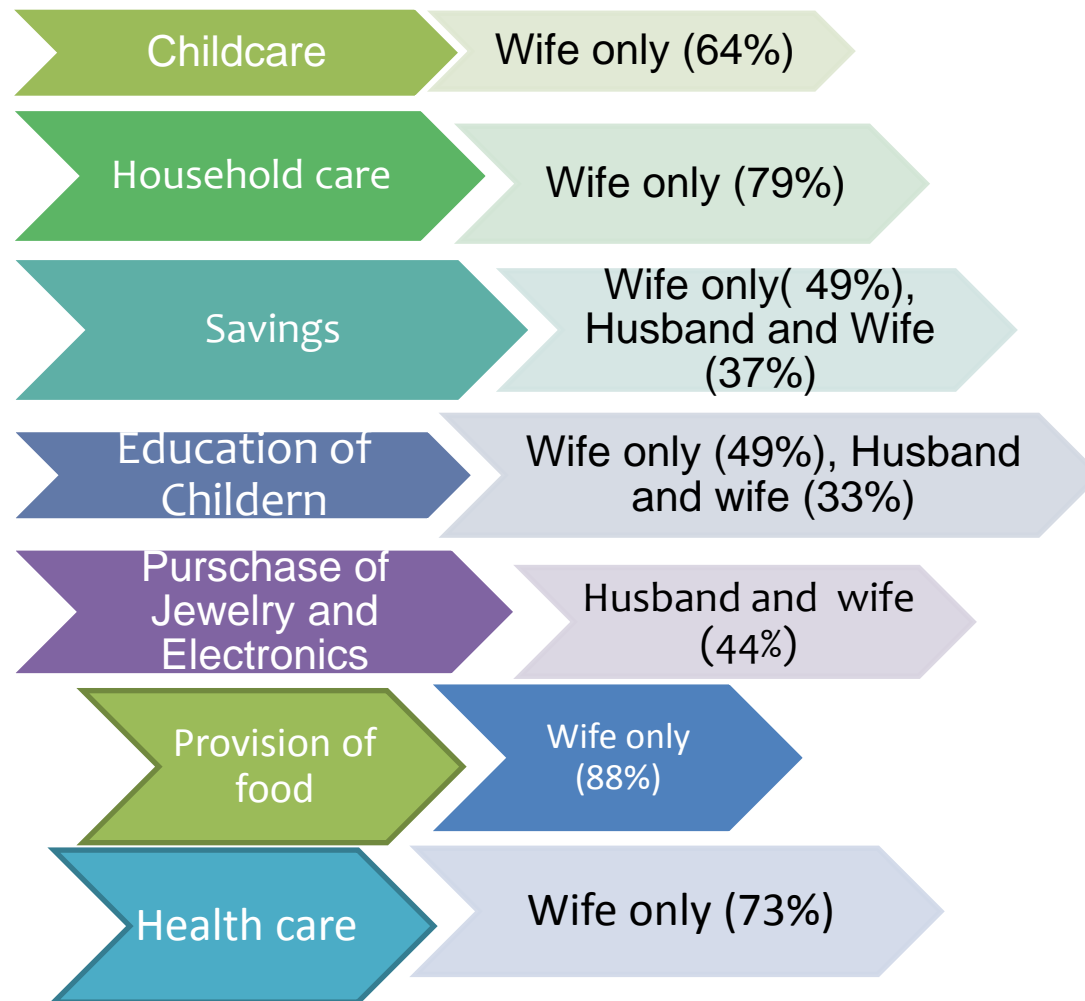 Childcare
Wife only (64%)
Household care
Wife only (79%)
Savings
Wife only( 49%),
Husband and Wife
(37%)
Education of
Childern
Wife only (49%), Husband
and wife (33%)
Purschase of
Jewelry and
Electronics
Husband and wife
(44%)
Provision of
food
Wife only
(88%)
Health care
Wife only (73%)